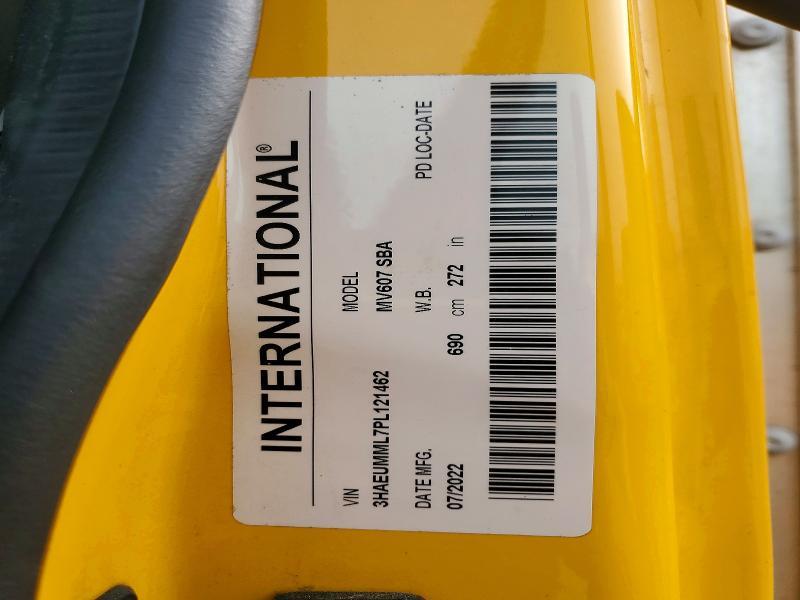 INTERNATIONAL®
VIN MODEL
3HAEUMML7PL121462 MV607 SBA
DATE MFG. W.B. PD LOC-DATE
07/2022 690 cm 272 in